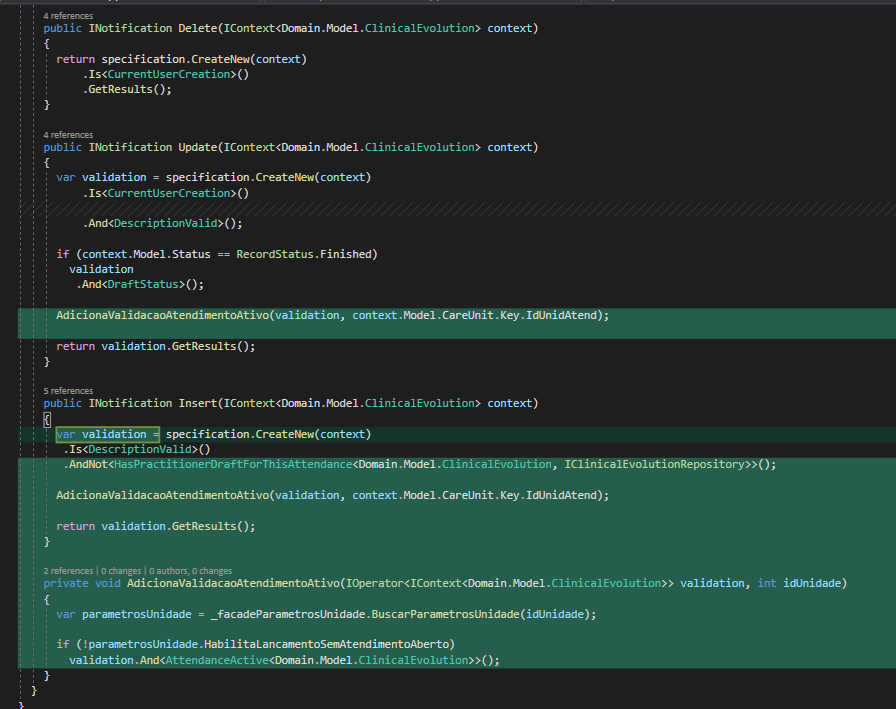 4 references
public INotification Delete(IContext<Domain.Model.ClinicalEvolution> context)
{
return specification.CreateNew(context)
.Is<CurrentUserCreation>()
.GetResults();
}
4 references
public INotification Update(IContext<Domain.Model.ClinicalEvolution> context)
{
var validation = specification.CreateNew(context)
.Is<CurrentUserCreation>()
.And<DescriptionValid>();
if (context.Model.Status == RecordStatus.Finished)
validation
.And<DraftStatus>();
AdicionaValidacaoAtendimentoAtivo(validation, context.Model.CareUnit.Key.IdUnidAtend);
return validation.GetResults();
}
5 references
public INotification Insert(IContext<Domain.Model.ClinicalEvolution> context)
{
var validation = specification.CreateNew(context)
.Is<DescriptionValid>()
.AndNot<HasPractitionerDraftForThisAttendance<Domain.Model.ClinicalEvolution, IClinicalEvolutionRepository>>();
AdicionaValidacaoAtendimentoAtivo(validation, context.Model.CareUnit.Key.IdUnidAtend);
return validation.GetResults();
}
2 references | 0 changes | 0 authors, 0 changes
private void AdicionaValidacaoAtendimentoAtivo(IOperator<IContext<Domain.Model.ClinicalEvolution>> validation, int idUnidade)
{
var parametrosUnidade = _facadeParametrosUnidade.BuscarParametrosUnidade(idUnidade);
if (!parametrosUnidade.HabilitaLancamentoSemAtendimentoAberto)
validation.And<AttendanceActive<Domain.Model.ClinicalEvolution>>();
}
}
}